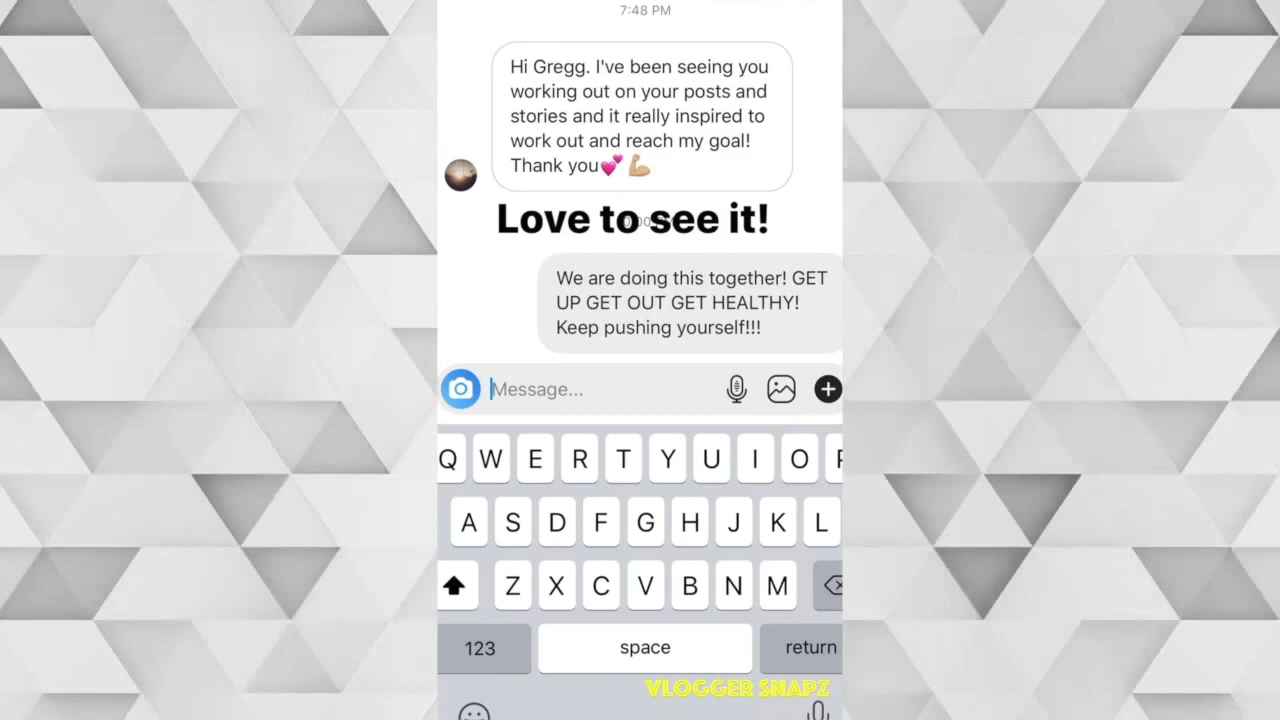 7:48 PM
Hi Gregg. I've been seeing you
working out on your posts and
stories and it really inspired to
work out and reach my goal!
Thank you💕 💪🏼
Love to see it!
We are doing this together! GET
UP GET OUT GET HEALTHY!
Keep pushing yourself!!!
Message...
Q W E R T Y U I O
A S D F G H J K L
Z X C V B N M
123 space return
VLOGGER SNAPZ